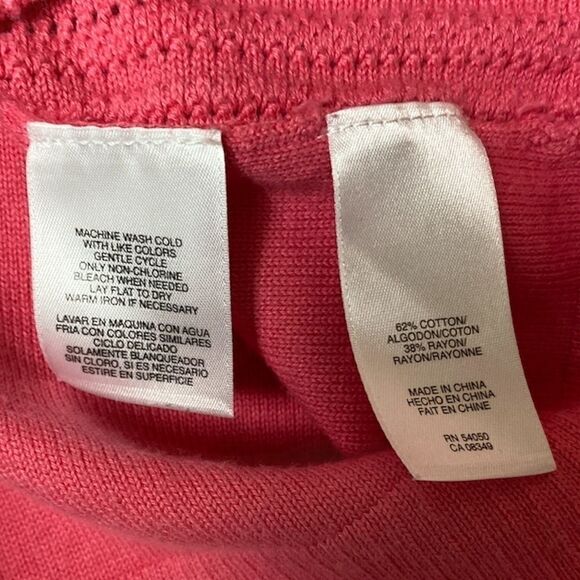 MACHINE WASH COLD
WITH LIKE COLORS
GENTLE CYCLE
ONLY NON-CHLORINE
BLEACH WHEN NEEDED
LAY FLAT TO DRY
WARM IRON IF NECESSARY
LAVAR EN MAQUINA CON AGUA
FRIA CON COLORES SIMILARES
CICLO DELICADO
SOLAMENTE BLANQUEADOR
SIN CLORO, SI ES NECESARIO
ESTIRE EN SUPERFICIE
62% COTTON/
ALGODON/COTON
38% RAYON/
RAYON/RAYONNE
MADE IN CHINA
HECHO EN CHINA
FAIT EN CHINE
RN 54050
CA 08349